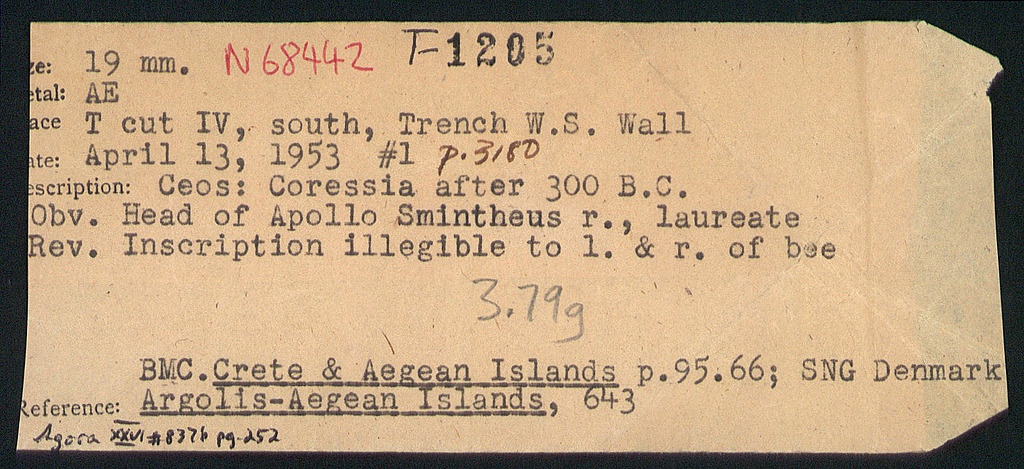 ze: 19 mm. N 68442 F-1205
etal: AE
ace T cut IV, south, Trench W.S. Wall
ate: April 13, 1953 #1 p.3180
escription: Ceos: Coressia after 300 B.C.
Obv. Head of Apollo Smintheus r., laureate
Rev. Inscription illegible to l. & r. of bee
3.79g
BMC.Crete & Aegean Islands p.95.66; SNG Denmark
Reference: Argolis-Aegean Islands, 643
Agora XXVI #837b pg.252